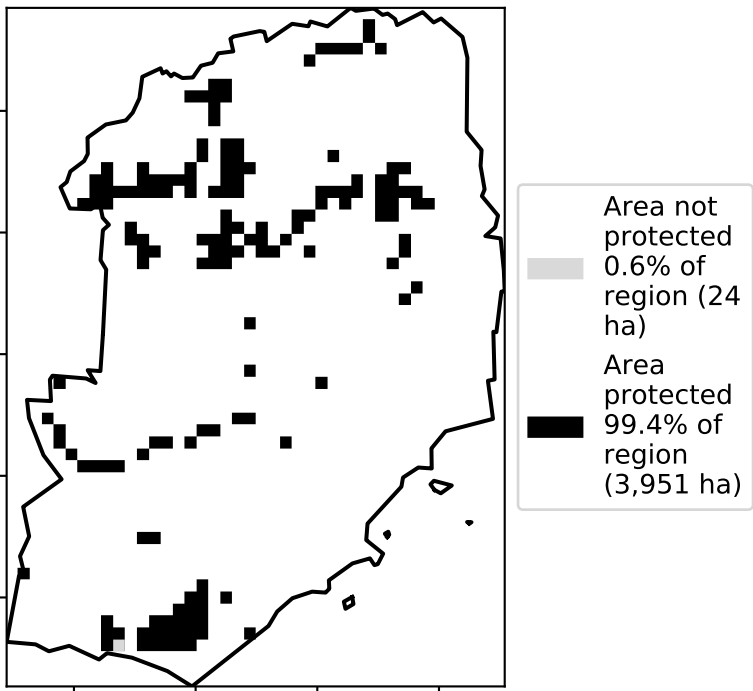 Area not
protected
0.6% of
region (24
ha)
Area
protected
99.4% of
region
(3,951 ha)